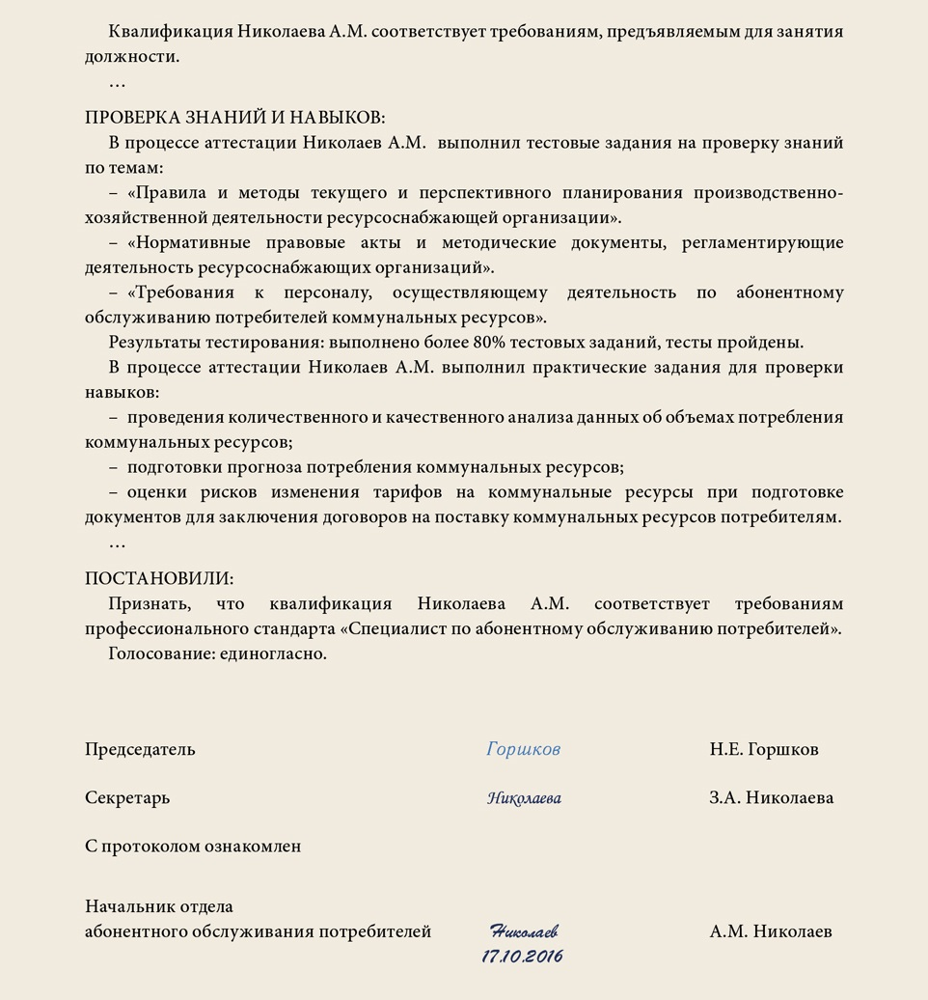 Квалификация Николаева А.М. соответствует требованиям, предъявляемым для занятия
должности.
…
ПРОВЕРКА ЗНАНИЙ И НАВЫКОВ:
В процессе аттестации Николаев А.М. выполнил тестовые задания на проверку знаний
по темам:
– «Правила и методы текущего и перспективного планирования производственно-
хозяйственной деятельности ресурсоснабжающей организации».
– «Нормативные правовые акты и методические документы, регламентирующие
деятельность ресурсоснабжающих организаций».
– «Требования к персоналу, осуществляющему деятельность по абонентному
обслуживанию потребителей коммунальных ресурсов».
Результаты тестирования: выполнено более 80% тестовых заданий, тесты пройдены.
В процессе аттестации Николаев А.М. выполнил практические задания для проверки
навыков:
– проведения количественного и качественного анализа данных об объемах потребления
коммунальных ресурсов;
– подготовки прогноза потребления коммунальных ресурсов;
– оценки рисков изменения тарифов на коммунальные ресурсы при подготовке
документов для заключения договоров на поставку коммунальных ресурсов потребителям.
…
ПОСТАНОВИЛИ:
Признать, что квалификация Николаева А.М. соответствует требованиям
профессионального стандарта «Специалист по абонентному обслуживанию потребителей».
Голосование: единогласно.
Председатель Горшков Н.Е. Горшков
Секретарь Николаева З.А. Николаева
С протоколом ознакомлен
Начальник отдела
абонентного обслуживания потребителей Николаев А.М. Николаев
17.10.2016